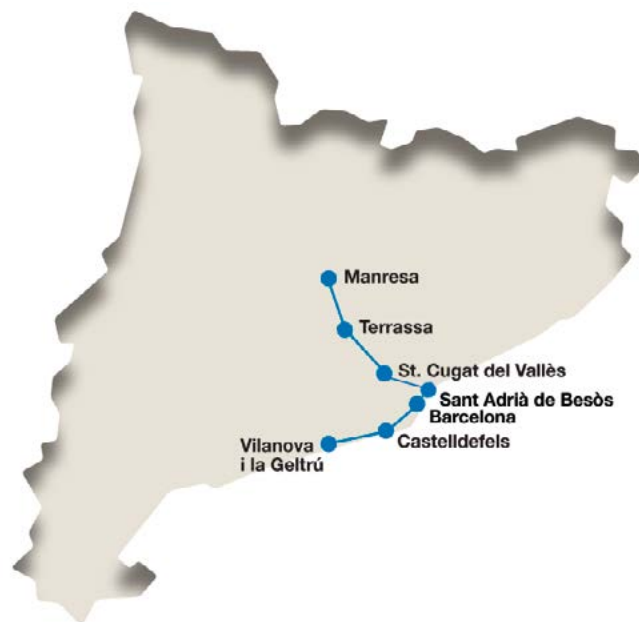 Manresa
Terrassa
St. Cugat del Vallès
Sant Adrià de Besòs
Barcelona
Castelldefels
Vilanova
i la Geltrú